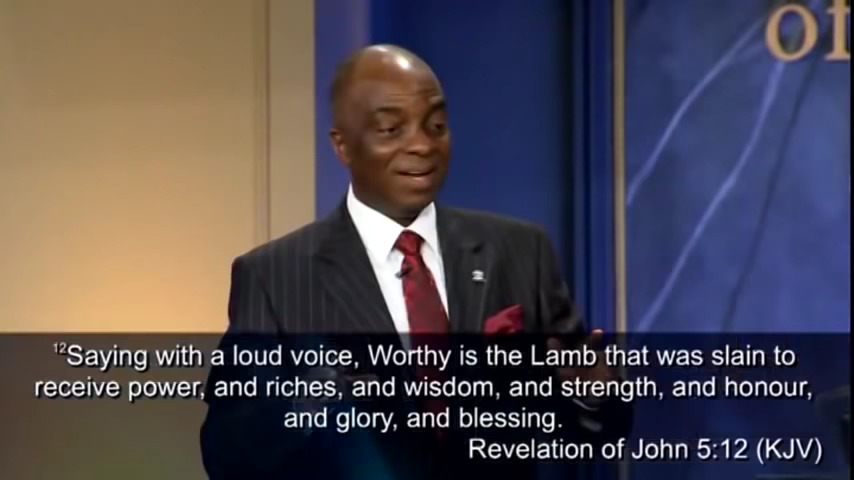 of
¹²Saying with a loud voice, Worthy is the Lamb that was slain to
receive power, and riches, and wisdom, and strength, and honour,
and glory, and blessing.
Revelation of John 5:12 (KJV)